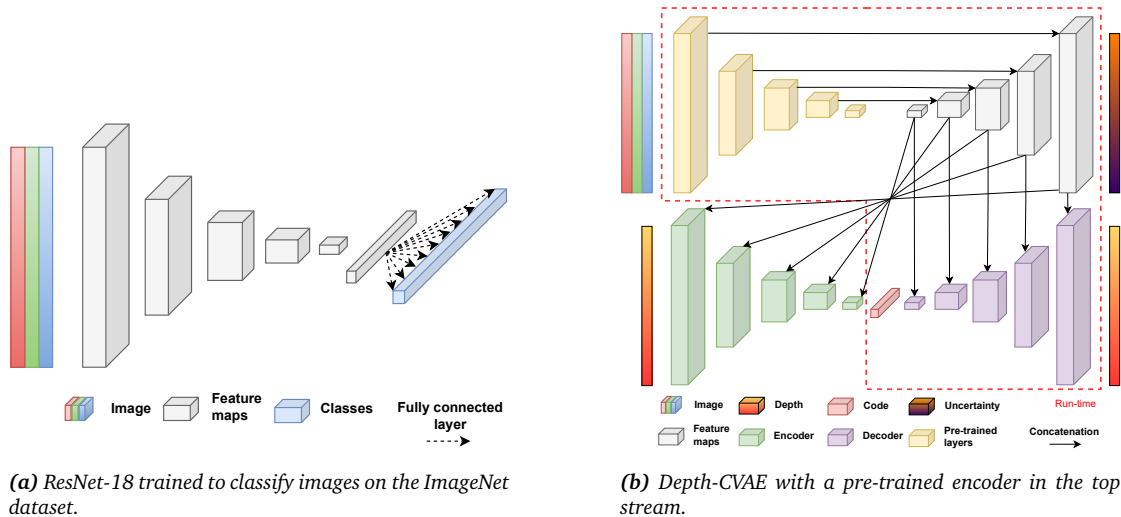 Image
Feature
maps
Classes
Fully connected
layer
(a) ResNet-18 trained to classify images on the ImageNet
dataset.
Image
Depth
Code
Uncertainty
Run-time
Feature
maps
Encoder
Decoder
Pre-trained
layers
Concatenation
(b) Depth-CVAE with a pre-trained encoder in the top
stream.